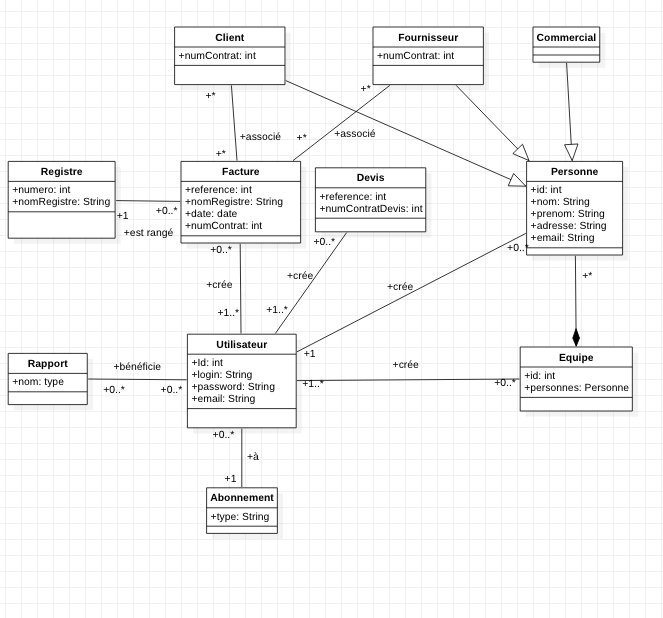 Client
+numContrat: int
Fournisseur
+numContrat: int
Commercial
+*
+*
+associé
+*
+associé
+*
Registre
+numero: int
+nomRegistre: String
Facture
+reference: int
+nomRegistre: String
+date: date
+numContrat: int
Devis
+reference: int
+numContratDevis: int
Personne
+id: int
+nom: String
+prenom: String
+adresse: String
+email: String
+1
+0..*
+est rangé
+0..*
+0..*
+0..*
+crée
+crée
+crée
+*
+1..*
+1..*
Utilisateur
+Id: int
+login: String
+password: String
+email: String
+1
+crée
+1..*
+0..*
Equipe
+id: int
+personnes: Personne
Rapport
+nom: type
+bénéficie
+0..*
+0..*
+0..*
+à
+1
Abonnement
+type: String